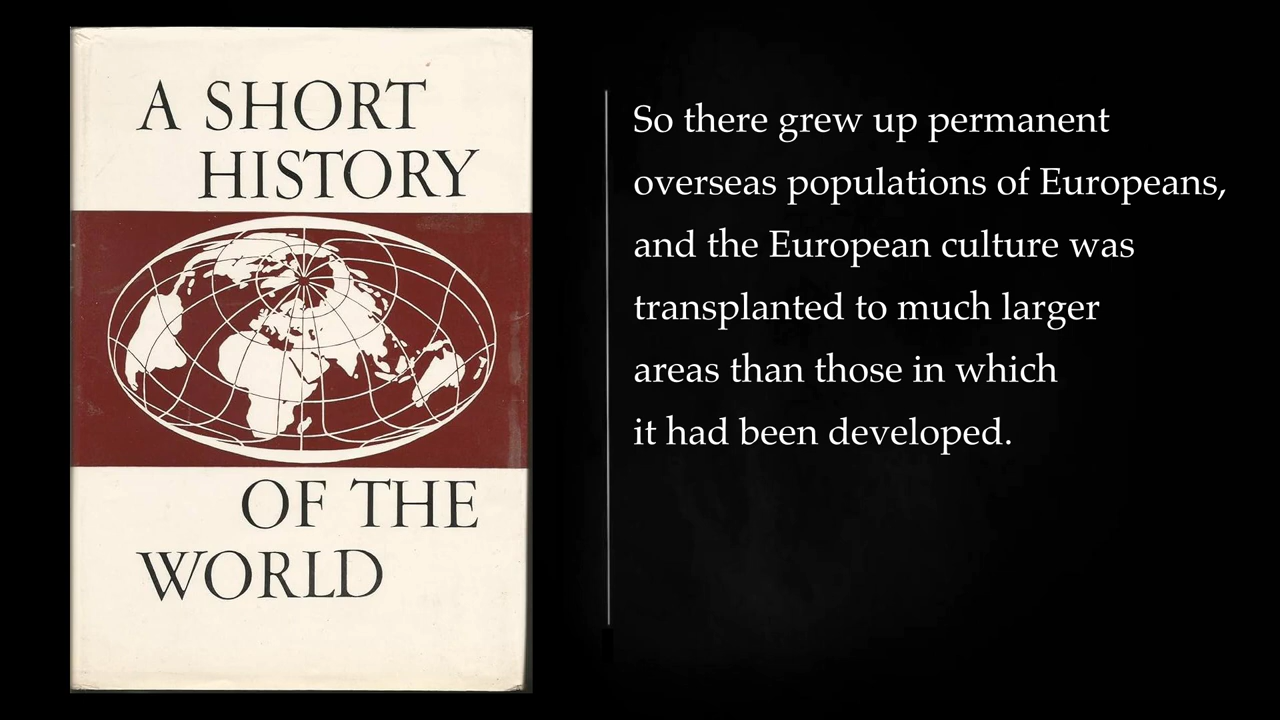 A SHORT
HISTORY
OF THE
WORLD
So there grew up permanent
overseas populations of Europeans,
and the European culture was
transplanted to much larger
areas than those in which
it had been developed.